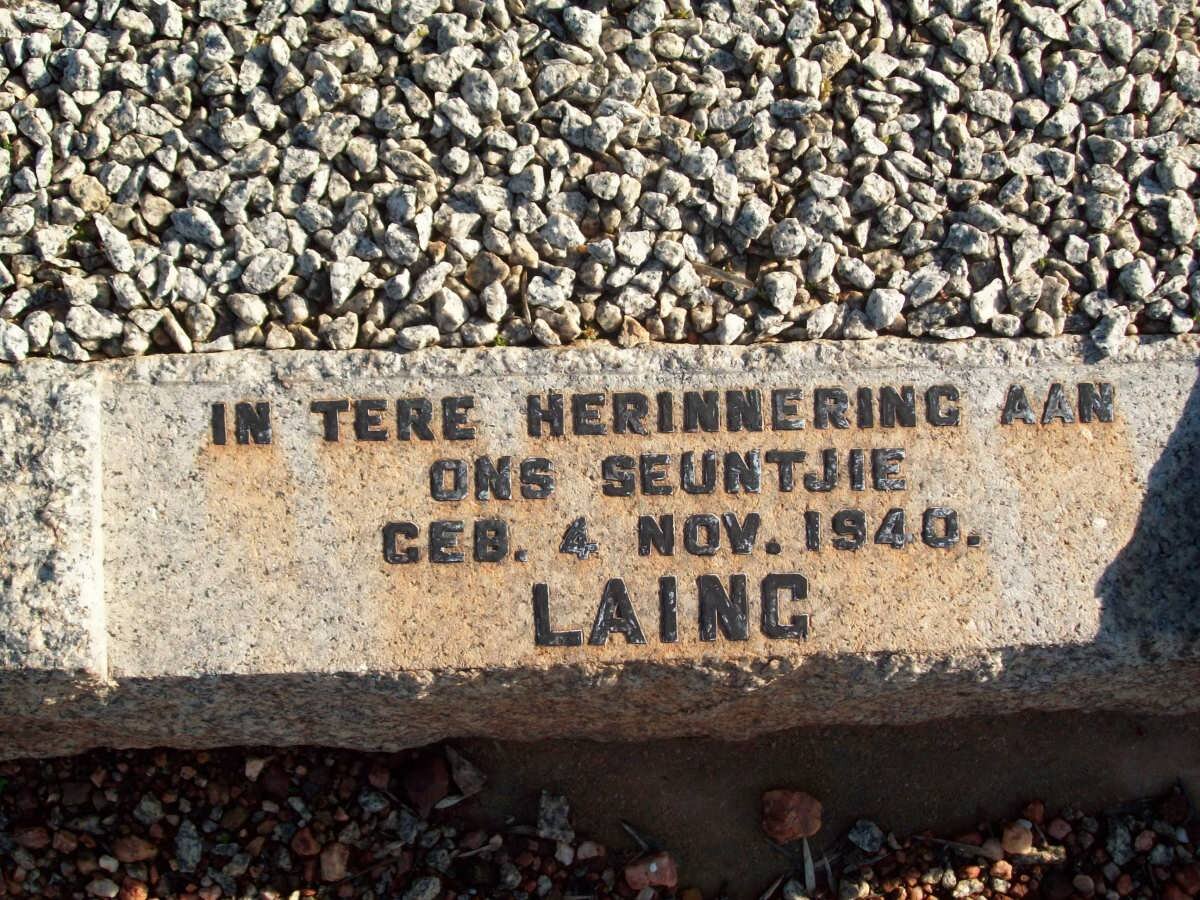 IN TERE HERINNERING AAN
ONS SEUNTJIE
GEB. 4 NOV. 1940.
LAING